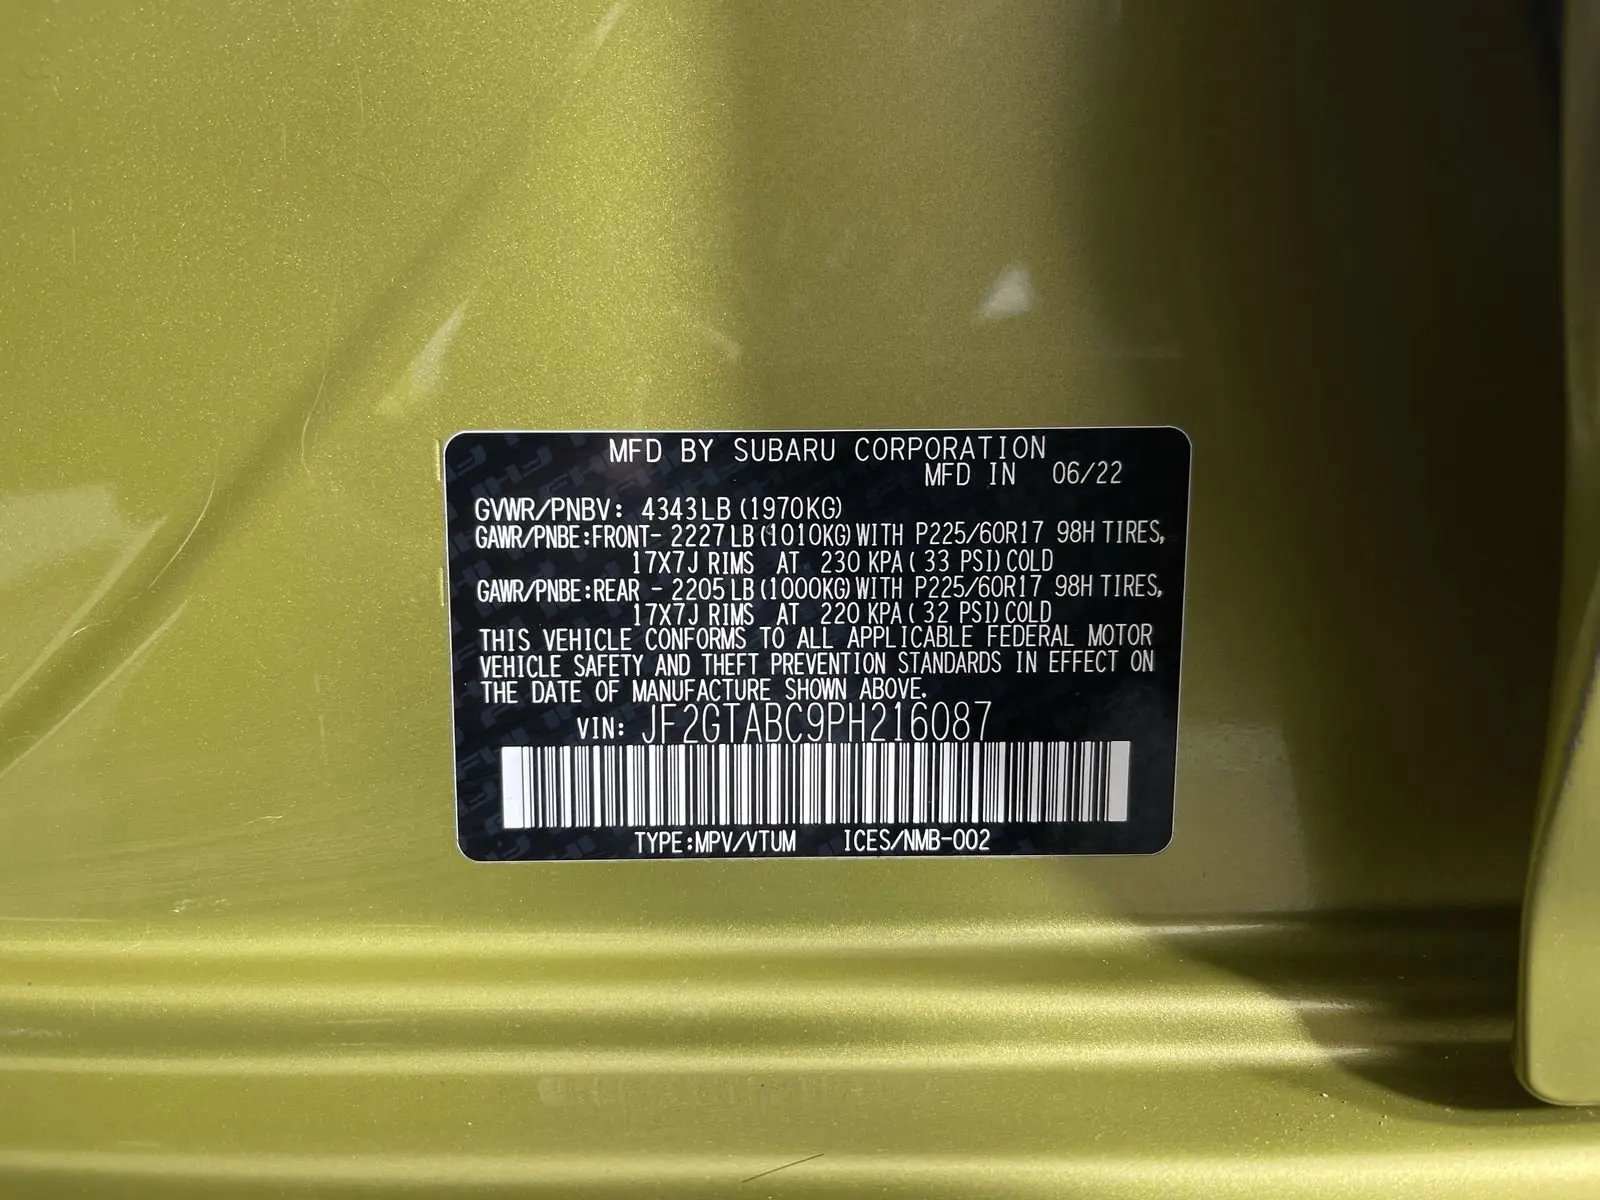 MFD BY SUBARU CORPORATION
MFD IN 06/22
GVWR/PNBV: 4343LB(1970KG)
GAWR/PNBE:FRONT- 2227LB(1010KG)WITH P225/60R17 98H TIRES,
17X7J RIMS AT 230 KPA( 33 PSI)COLD
GAWR/PNBE:REAR - 2205LB(1000KG)WITH P225/60R17 98H TIRES,
17X7J RIMS AT 220 KPA( 32 PSI)COLD
THIS VEHICLE CONFORMS TO ALL APPLICABLE FEDERAL MOTOR
VEHICLE SAFETY AND THEFT PREVENTION STANDARDS IN EFFECT ON
THE DATE OF MANUFACTURE SHOWN ABOVE.
VIN: JF2GTABC9PH216087
TYPE:MPV/VTUM ICES/NMB-002